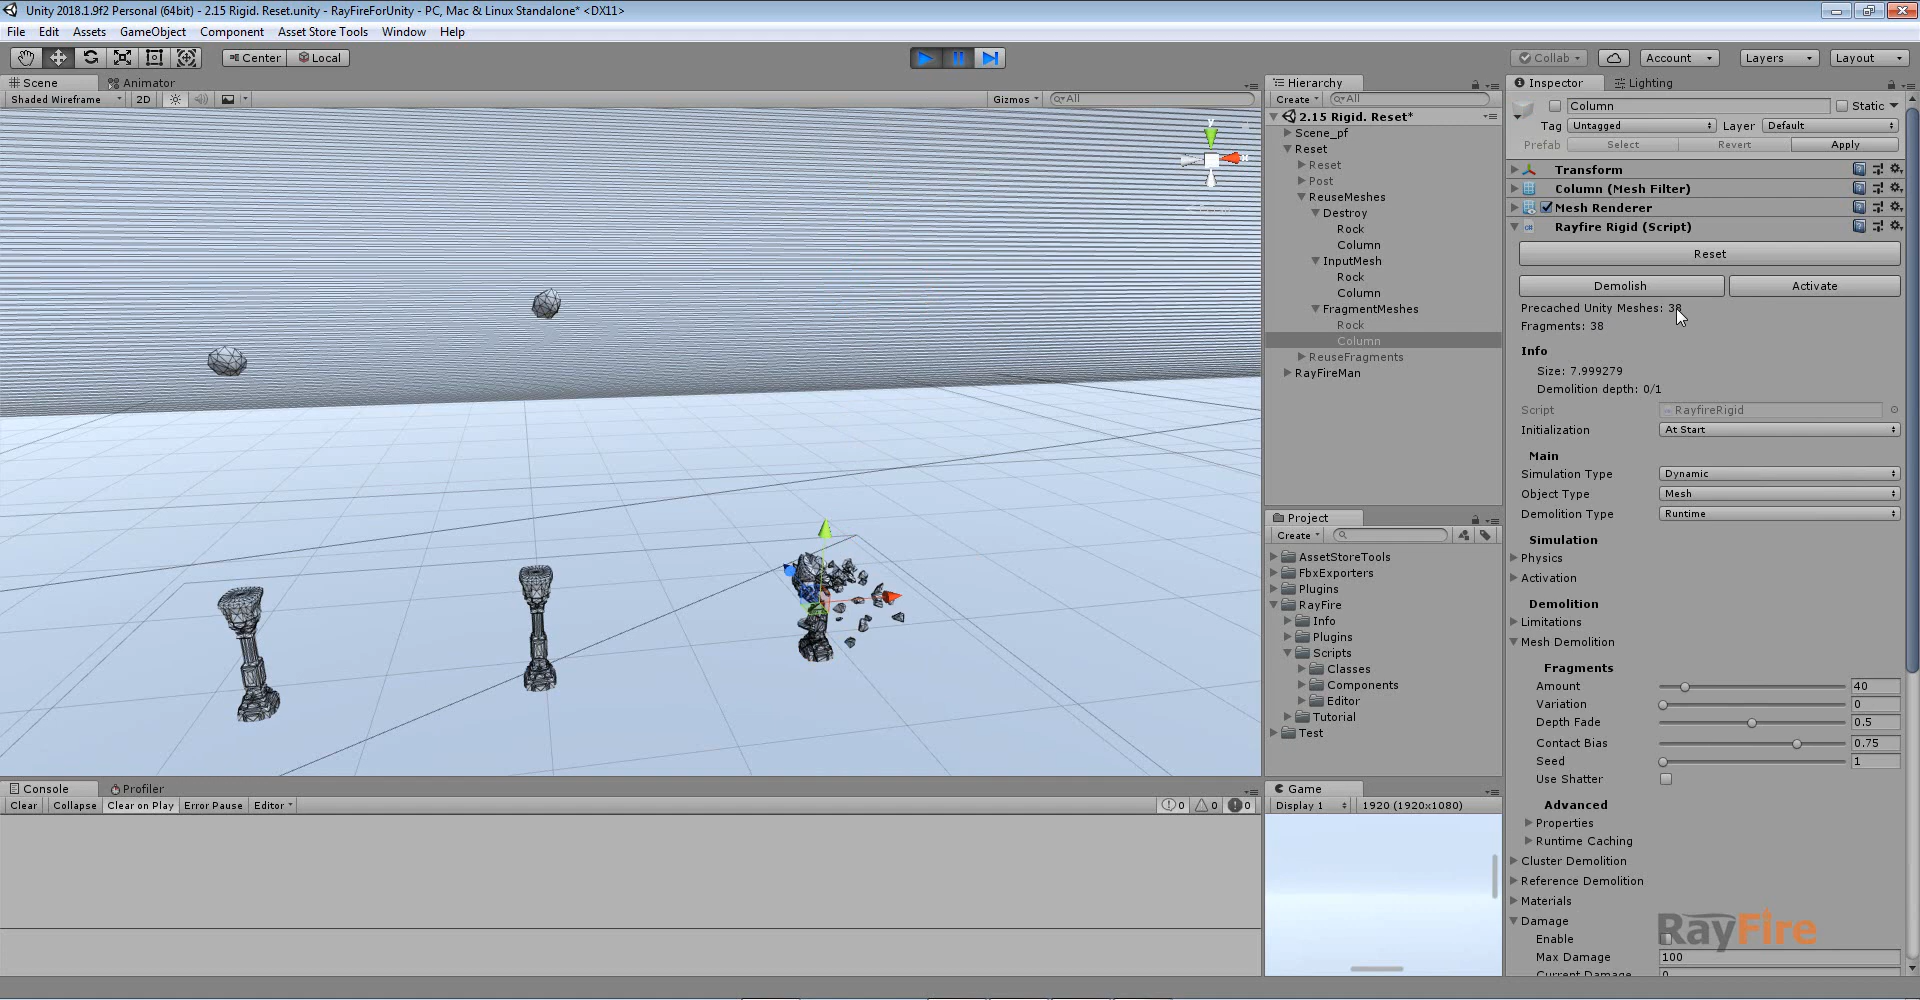 Unity 2018.1.9f2 Personal (64bit) - 2.15 Rigid. Reset.unity - RayFireForUnity - PC, Mac & Linux Standalone* <DX11>
File Edit Assets GameObject Component Asset Store Tools Window Help
Center Local Collab Account Layers Layout
Scene Animator
Shaded Wireframe 2D Gizmos All
y
x
Hierarchy
Create All
2.15 Rigid. Reset*
Scene_pf
Reset
Reset
Post
ReuseMeshes
Destroy
Rock
Column
InputMesh
Rock
Column
FragmentMeshes
Rock
Column
ReuseFragments
RayFireMan
Project
Create
AssetStoreTools
FbxExporters
Plugins
RayFire
Info
Plugins
Scripts
Classes
Components
Editor
Tutorial
Test
Console Profiler
Clear Collapse Clear on Play Error Pause Editor 0 0 0
Game
Display 1 1920 (1920x1080)
Inspector Lighting
Column Static
Tag Untagged Layer Default
Prefab Select Revert Apply
Transform
Column (Mesh Filter)
Mesh Renderer
Rayfire Rigid (Script)
Reset
Demolish Activate
Precached Unity Meshes: 38
Fragments: 38
Info
Size: 7.999279
Demolition depth: 0/1
Script RayfireRigid
Initialization At Start
Main
Simulation Type Dynamic
Object Type Mesh
Demolition Type Runtime
Simulation
Physics
Activation
Demolition
Limitations
Mesh Demolition
Fragments
Amount 40
Variation 0
Depth Fade 0.5
Contact Bias 0.75
Seed 1
Use Shatter
Advanced
Properties
Runtime Caching
Cluster Demolition
Reference Demolition
Materials
Damage
Enable
Max Damage 100
Current Damage 0
RayFire